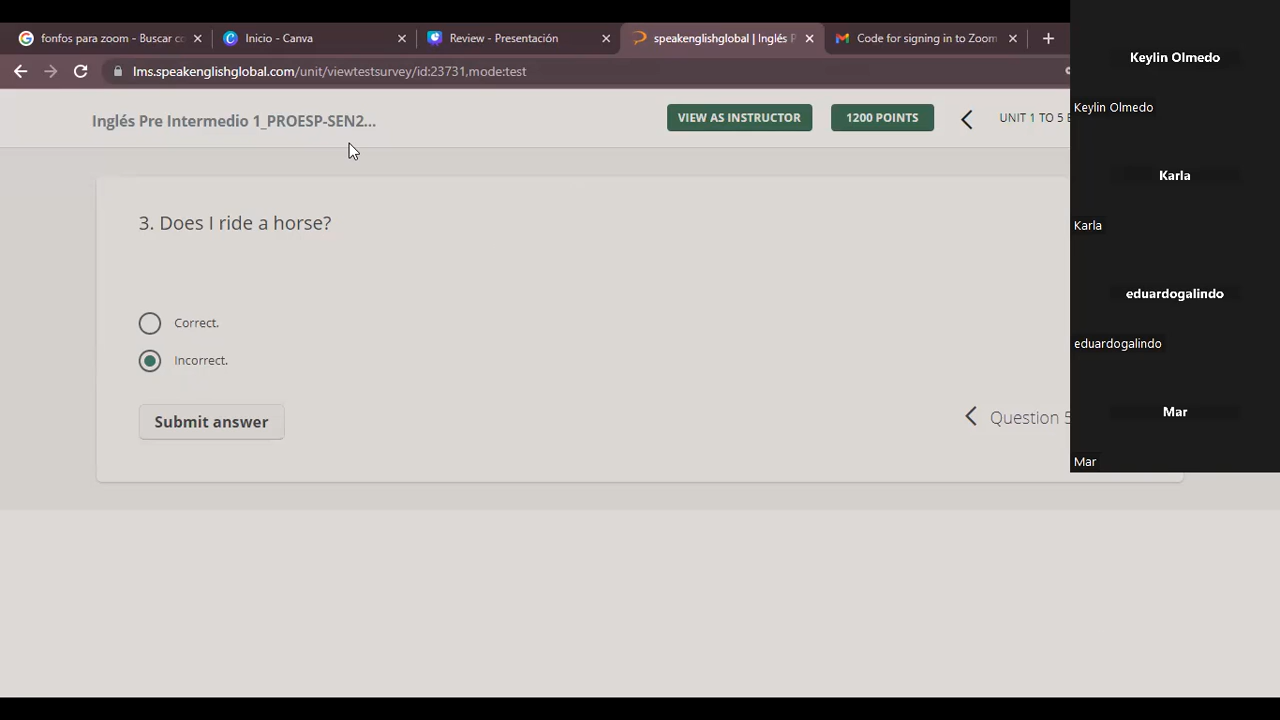 fonfos para zoom - Buscar co
Inicio - Canva
Review - Presentación
speakenglishglobal | Inglés P
Code for signing in to Zoom
lms.speakenglishglobal.com/unit/viewtestsurvey/id:23731,mode:test
Inglés Pre Intermedio 1_PROESP-SEN2...
VIEW AS INSTRUCTOR
1200 POINTS
UNIT 1 TO 5 E
3. Does I ride a horse?
Correct.
Incorrect.
Submit answer
Question 5
Keylin Olmedo
Keylin Olmedo
Karla
Karla
eduardogalindo
eduardogalindo
Mar
Mar